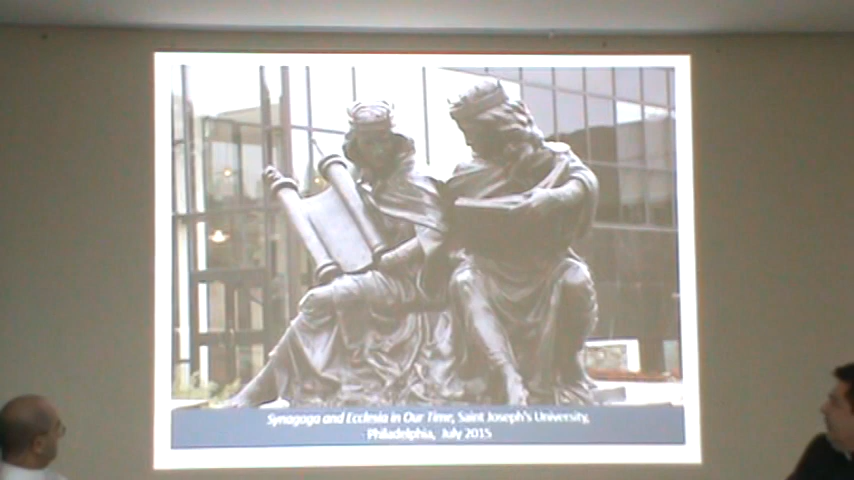 Synagoga and Ecclesia in Our Time, Saint Joseph's University,
Philadelphia, July 2015